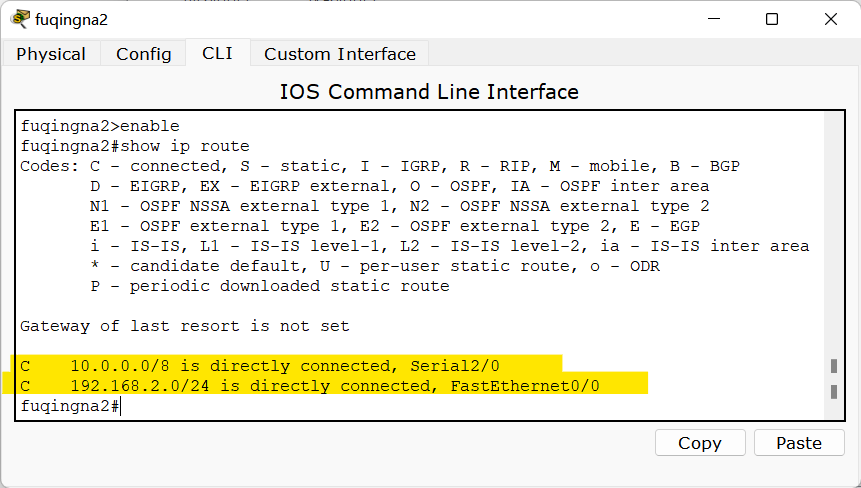 fuqingna2
Physical Config CLI Custom Interface
IOS Command Line Interface
fuqingna2>enable
fuqingna2#show ip route
Codes: C - connected, S - static, I - IGRP, R - RIP, M - mobile, B - BGP
D - EIGRP, EX - EIGRP external, O - OSPF, IA - OSPF inter area
N1 - OSPF NSSA external type 1, N2 - OSPF NSSA external type 2
E1 - OSPF external type 1, E2 - OSPF external type 2, E - EGP
i - IS-IS, L1 - IS-IS level-1, L2 - IS-IS level-2, ia - IS-IS inter area
* - candidate default, U - per-user static route, o - ODR
P - periodic downloaded static route
Gateway of last resort is not set
C 10.0.0.0/8 is directly connected, Serial2/0
C 192.168.2.0/24 is directly connected, FastEthernet0/0
fuqingna2#
Copy Paste